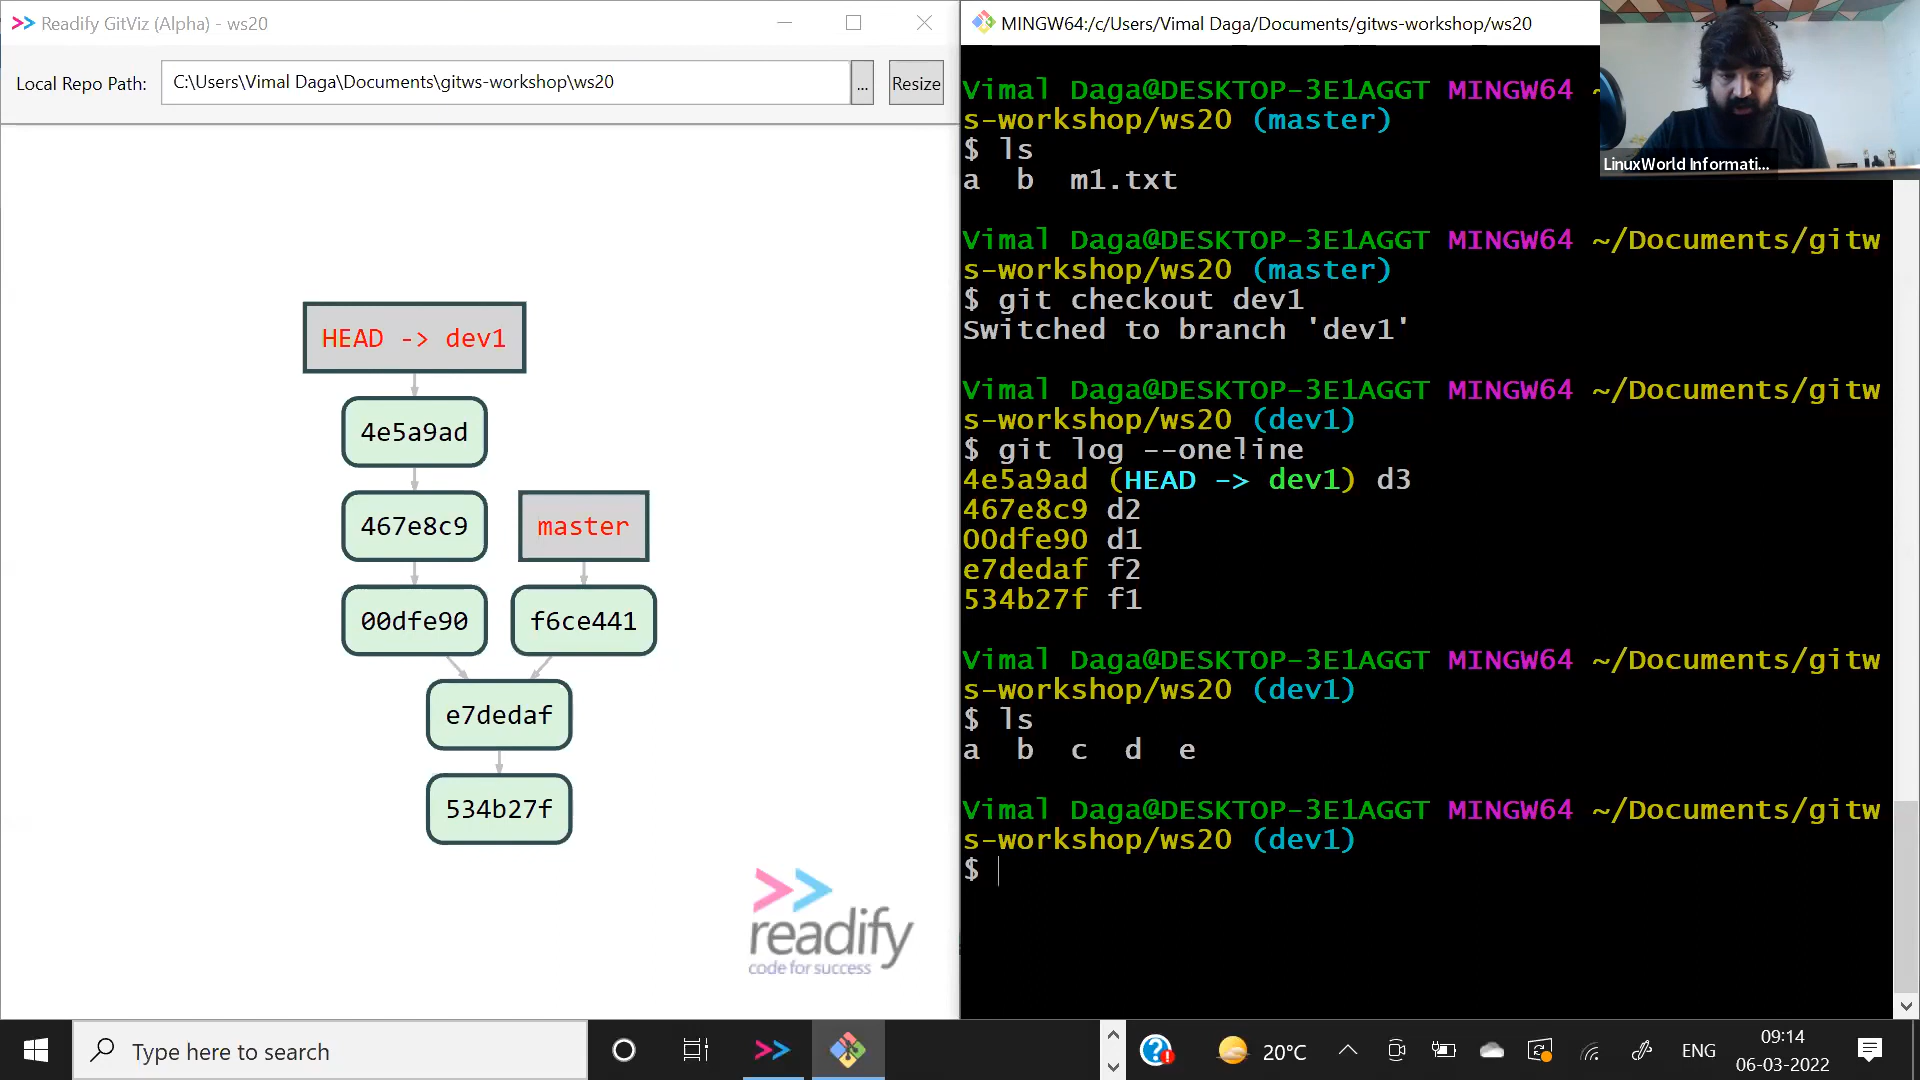 Readify GitViz (Alpha) - ws20
Local Repo Path:
C:\Users\Vimal Daga\Documents\gitws-workshop\ws20
...
Resize
HEAD -> dev1
4e5a9ad
467e8c9
master
00dfe90
f6ce441
e7dedaf
534b27f
readify
code for success
MINGW64:/c/Users/Vimal Daga/Documents/gitws-workshop/ws20
Vimal Daga@DESKTOP-3E1AGGT MINGW64 ~
s-workshop/ws20 (master)
$ ls
a b m1.txt
Vimal Daga@DESKTOP-3E1AGGT MINGW64 ~/Documents/gitw
s-workshop/ws20 (master)
$ git checkout dev1
Switched to branch 'dev1'
Vimal Daga@DESKTOP-3E1AGGT MINGW64 ~/Documents/gitw
s-workshop/ws20 (dev1)
$ git log --oneline
4e5a9ad (HEAD -> dev1) d3
467e8c9 d2
00dfe90 d1
e7dedaf f2
534b27f f1
Vimal Daga@DESKTOP-3E1AGGT MINGW64 ~/Documents/gitw
s-workshop/ws20 (dev1)
$ ls
a b c d e
Vimal Daga@DESKTOP-3E1AGGT MINGW64 ~/Documents/gitw
s-workshop/ws20 (dev1)
$
LinuxWorld Informati...
Type here to search
20°C
ENG
09:14
06-03-2022